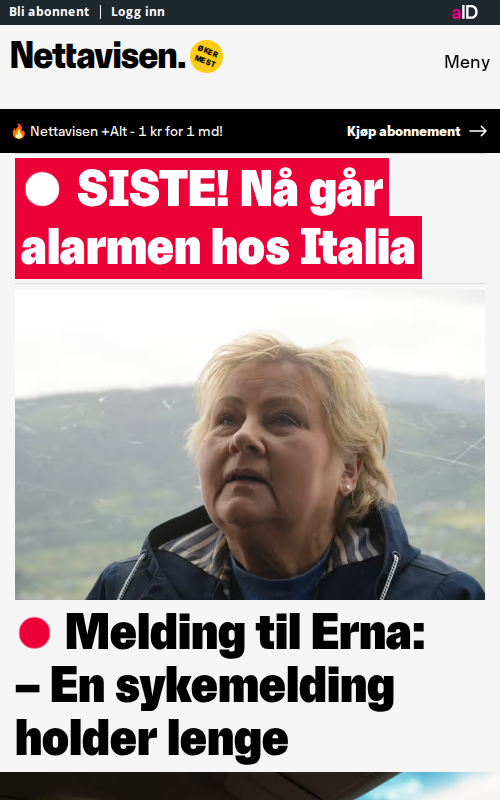 Bli abonnent | Logg inn
aID
Nettavisen.
ØKER
MEST
Meny
🔥 Nettavisen +Alt - 1 kr for 1 md!
Kjøp abonnement →
SISTE! Nå går
alarmen hos Italia
Melding til Erna:
– En sykemelding
holder lenge